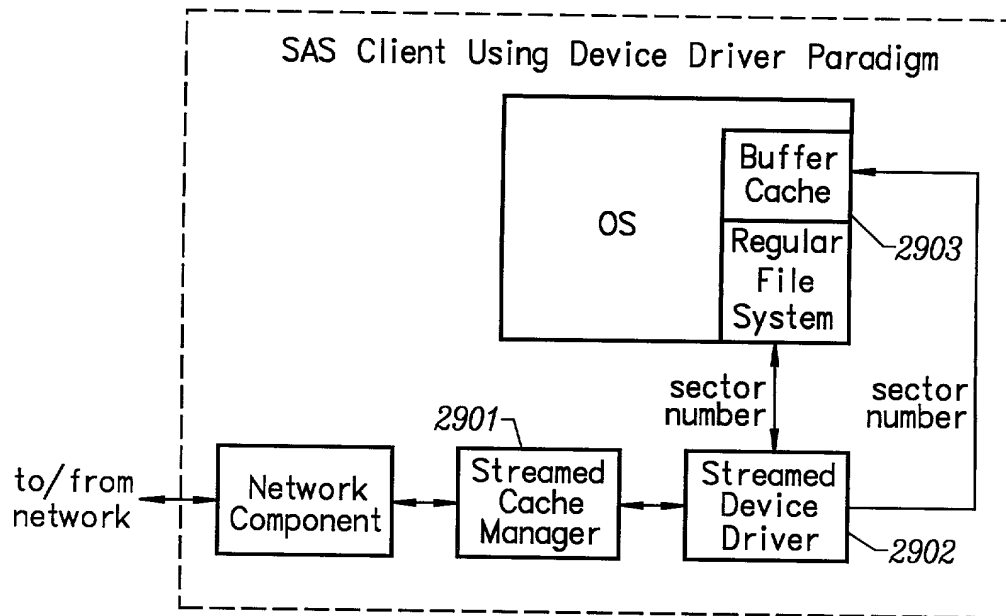 SAS Client Using Device Driver Paradigm
OS
Buffer
Cache
2903
Regular
File
System
sector
number
sector
number
2901
to/from
network
Network
Component
Streamed
Cache
Manager
Streamed
Device
Driver
2902